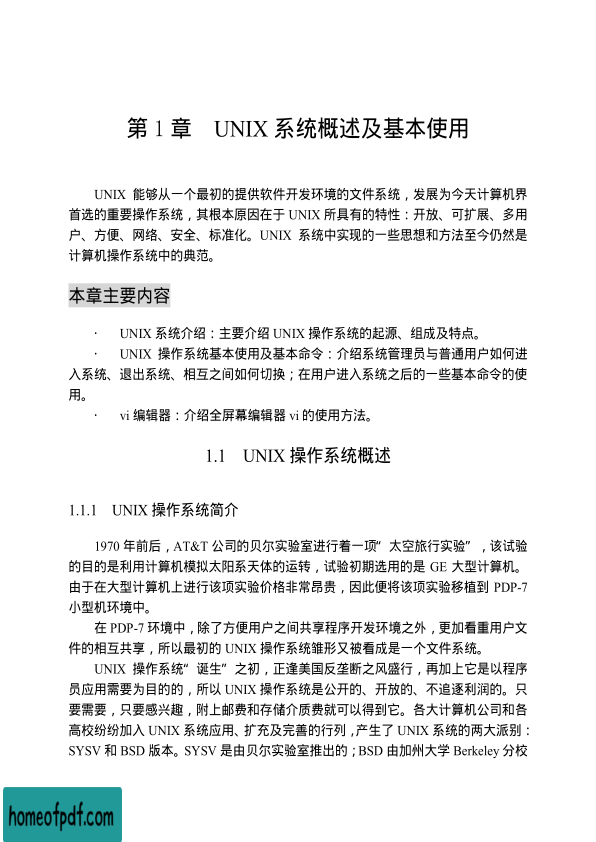 第 1 章　UNIX 系统概述及基本使用
UNIX 能够从一个最初的提供软件开发环境的文件系统，发展为今天计算机界
首选的重要操作系统，其根本原因在于 UNIX 所具有的特性：开放、可扩展、多用
户、方便、网络、安全、标准化。UNIX 系统中实现的一些思想和方法至今仍然是
计算机操作系统中的典范。
本章主要内容
· UNIX 系统介绍：主要介绍 UNIX 操作系统的起源、组成及特点。
· UNIX 操作系统基本使用及基本命令：介绍系统管理员与普通用户如何进
入系统、退出系统、相互之间如何切换；在用户进入系统之后的一些基本命令的使
用。
· vi 编辑器：介绍全屏幕编辑器 vi 的使用方法。
1.1　UNIX 操作系统概述
1.1.1　UNIX 操作系统简介
1970 年前后，AT&T 公司的贝尔实验室进行着一项“太空旅行实验”，该试验
的目的是利用计算机模拟太阳系天体的运转，试验初期选用的是 GE 大型计算机。
由于在大型计算机上进行该项实验价格非常昂贵，因此便将该项实验移植到 PDP-7
小型机环境中。
在 PDP-7 环境中，除了方便用户之间共享程序开发环境之外，更加看重用户文
件的相互共享，所以最初的 UNIX 操作系统雏形又被看成是一个文件系统。
UNIX 操作系统“诞生”之初，正逢美国反垄断之风盛行，再加上它是以程序
员应用需要为目的的，所以 UNIX 操作系统是公开的、开放的、不追逐利润的。只
要需要，只要感兴趣，附上邮费和存储介质费就可以得到它。各大计算机公司和各
高校纷纷加入 UNIX 系统应用、扩充及完善的行列，产生了 UNIX 系统的两大派别：
SYSV 和 BSD 版本。SYSV 是由贝尔实验室推出的；BSD 由加州大学 Berkeley 分校
homeofpdf.com